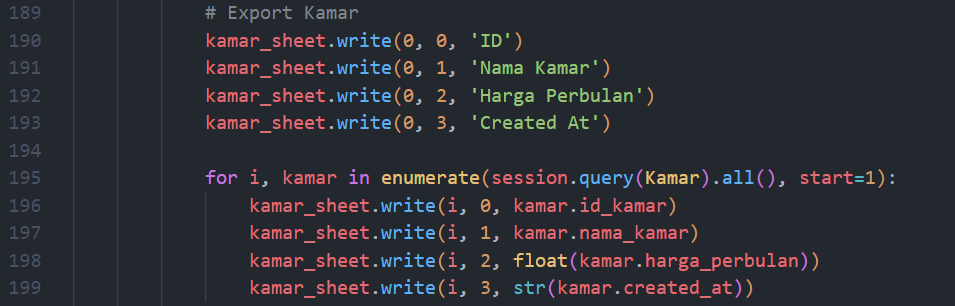 189 # Export Kamar
190 kamar_sheet.write(0, 0, 'ID')
191 kamar_sheet.write(0, 1, 'Nama Kamar')
192 kamar_sheet.write(0, 2, 'Harga Perbulan')
193 kamar_sheet.write(0, 3, 'Created At')
194
195 for i, kamar in enumerate(session.query(Kamar).all(), start=1):
196 kamar_sheet.write(i, 0, kamar.id_kamar)
197 kamar_sheet.write(i, 1, kamar.nama_kamar)
198 kamar_sheet.write(i, 2, float(kamar.harga_perbulan))
199 kamar_sheet.write(i, 3, str(kamar.created_at))